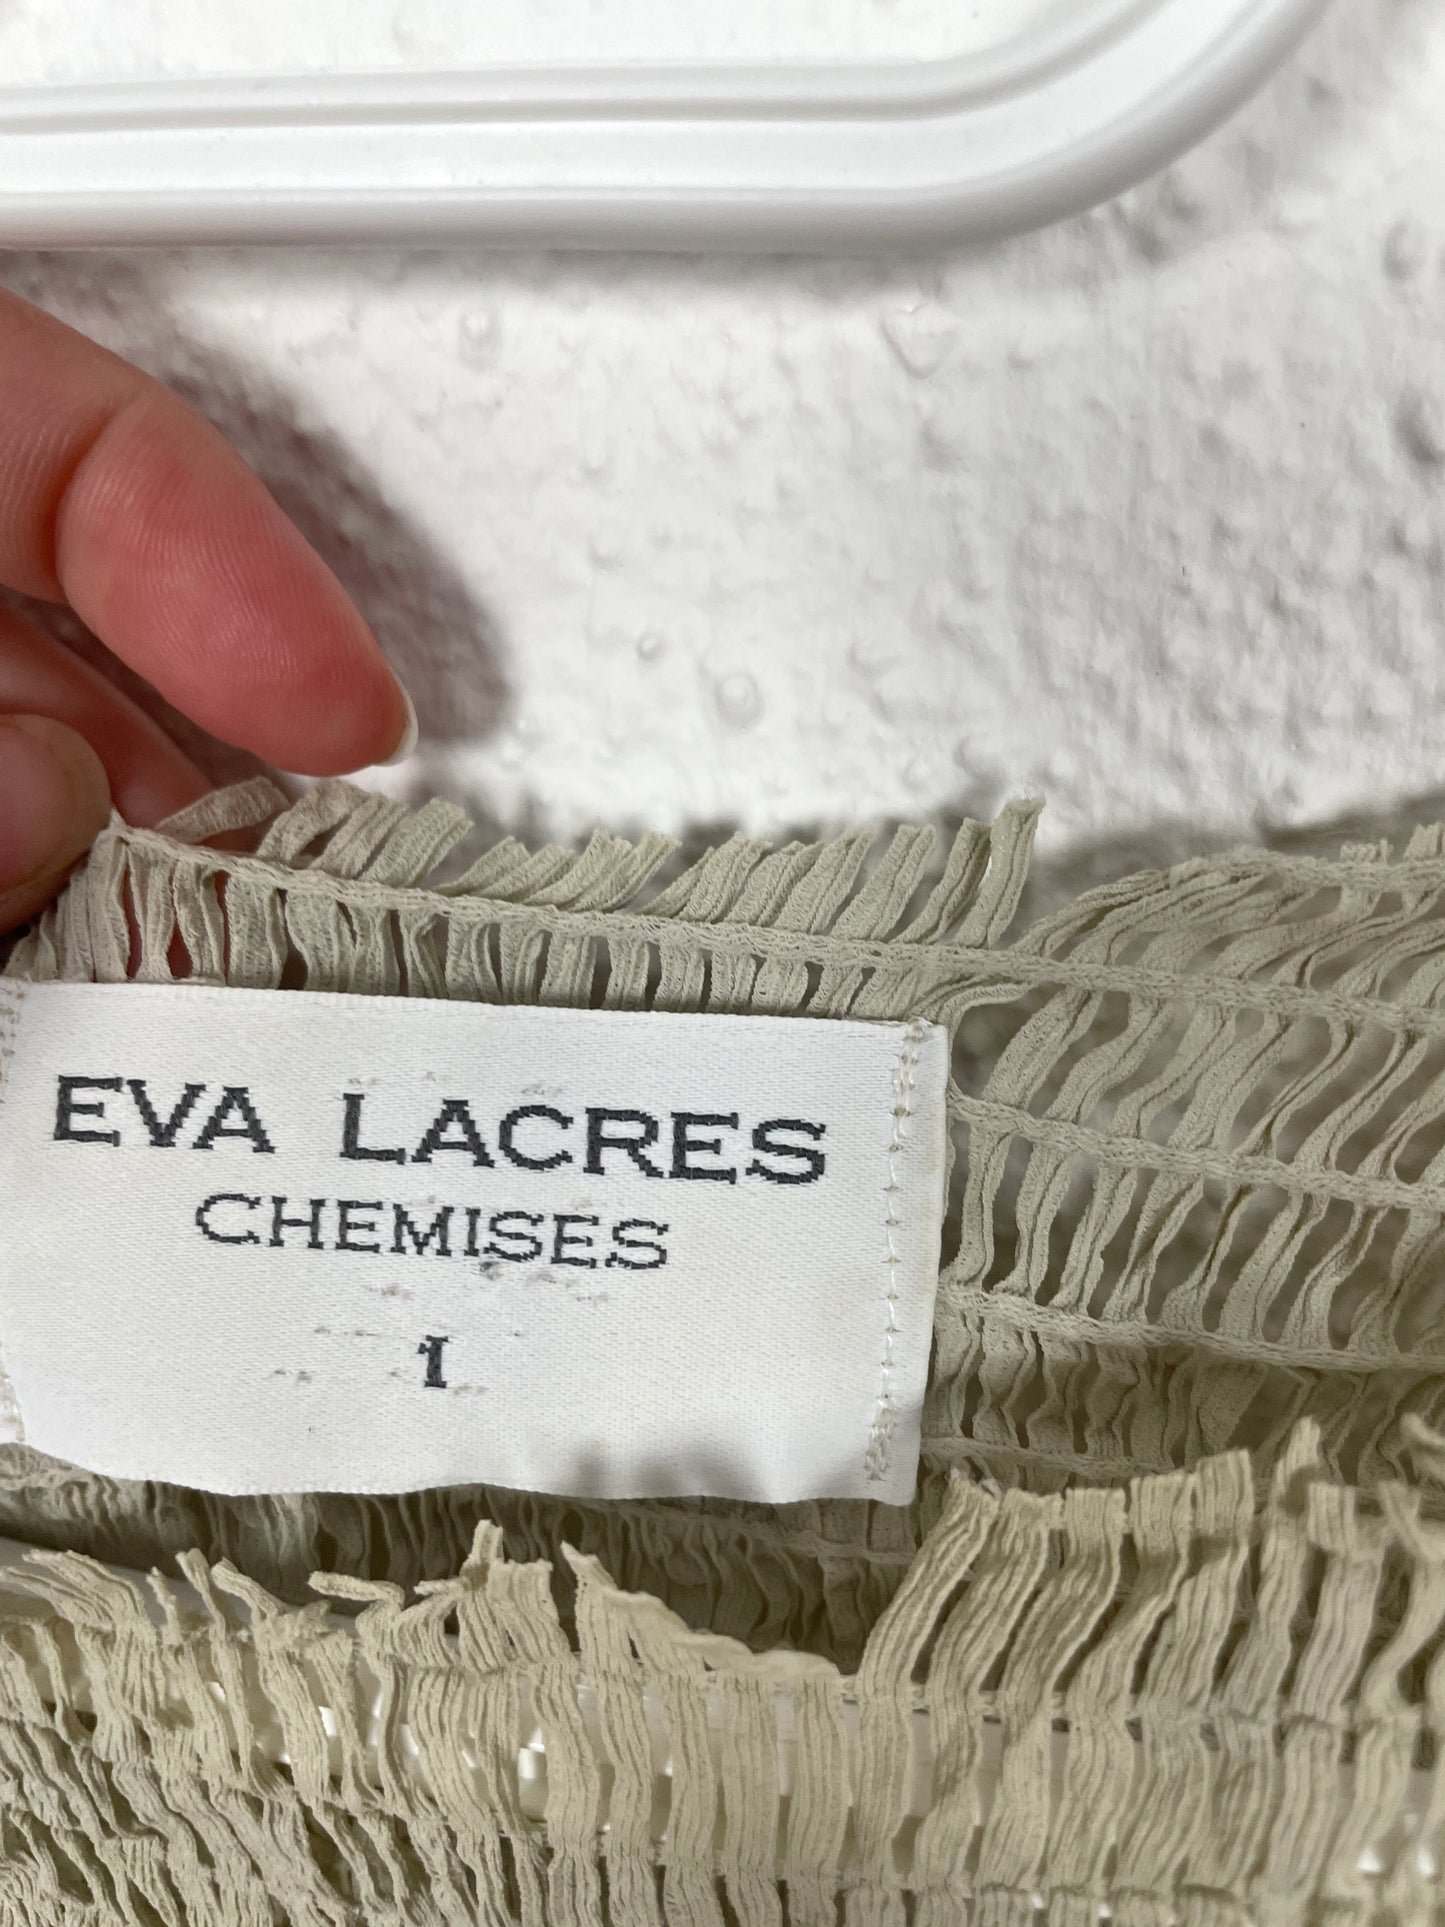 EVA LACRES
CHEMISES
1